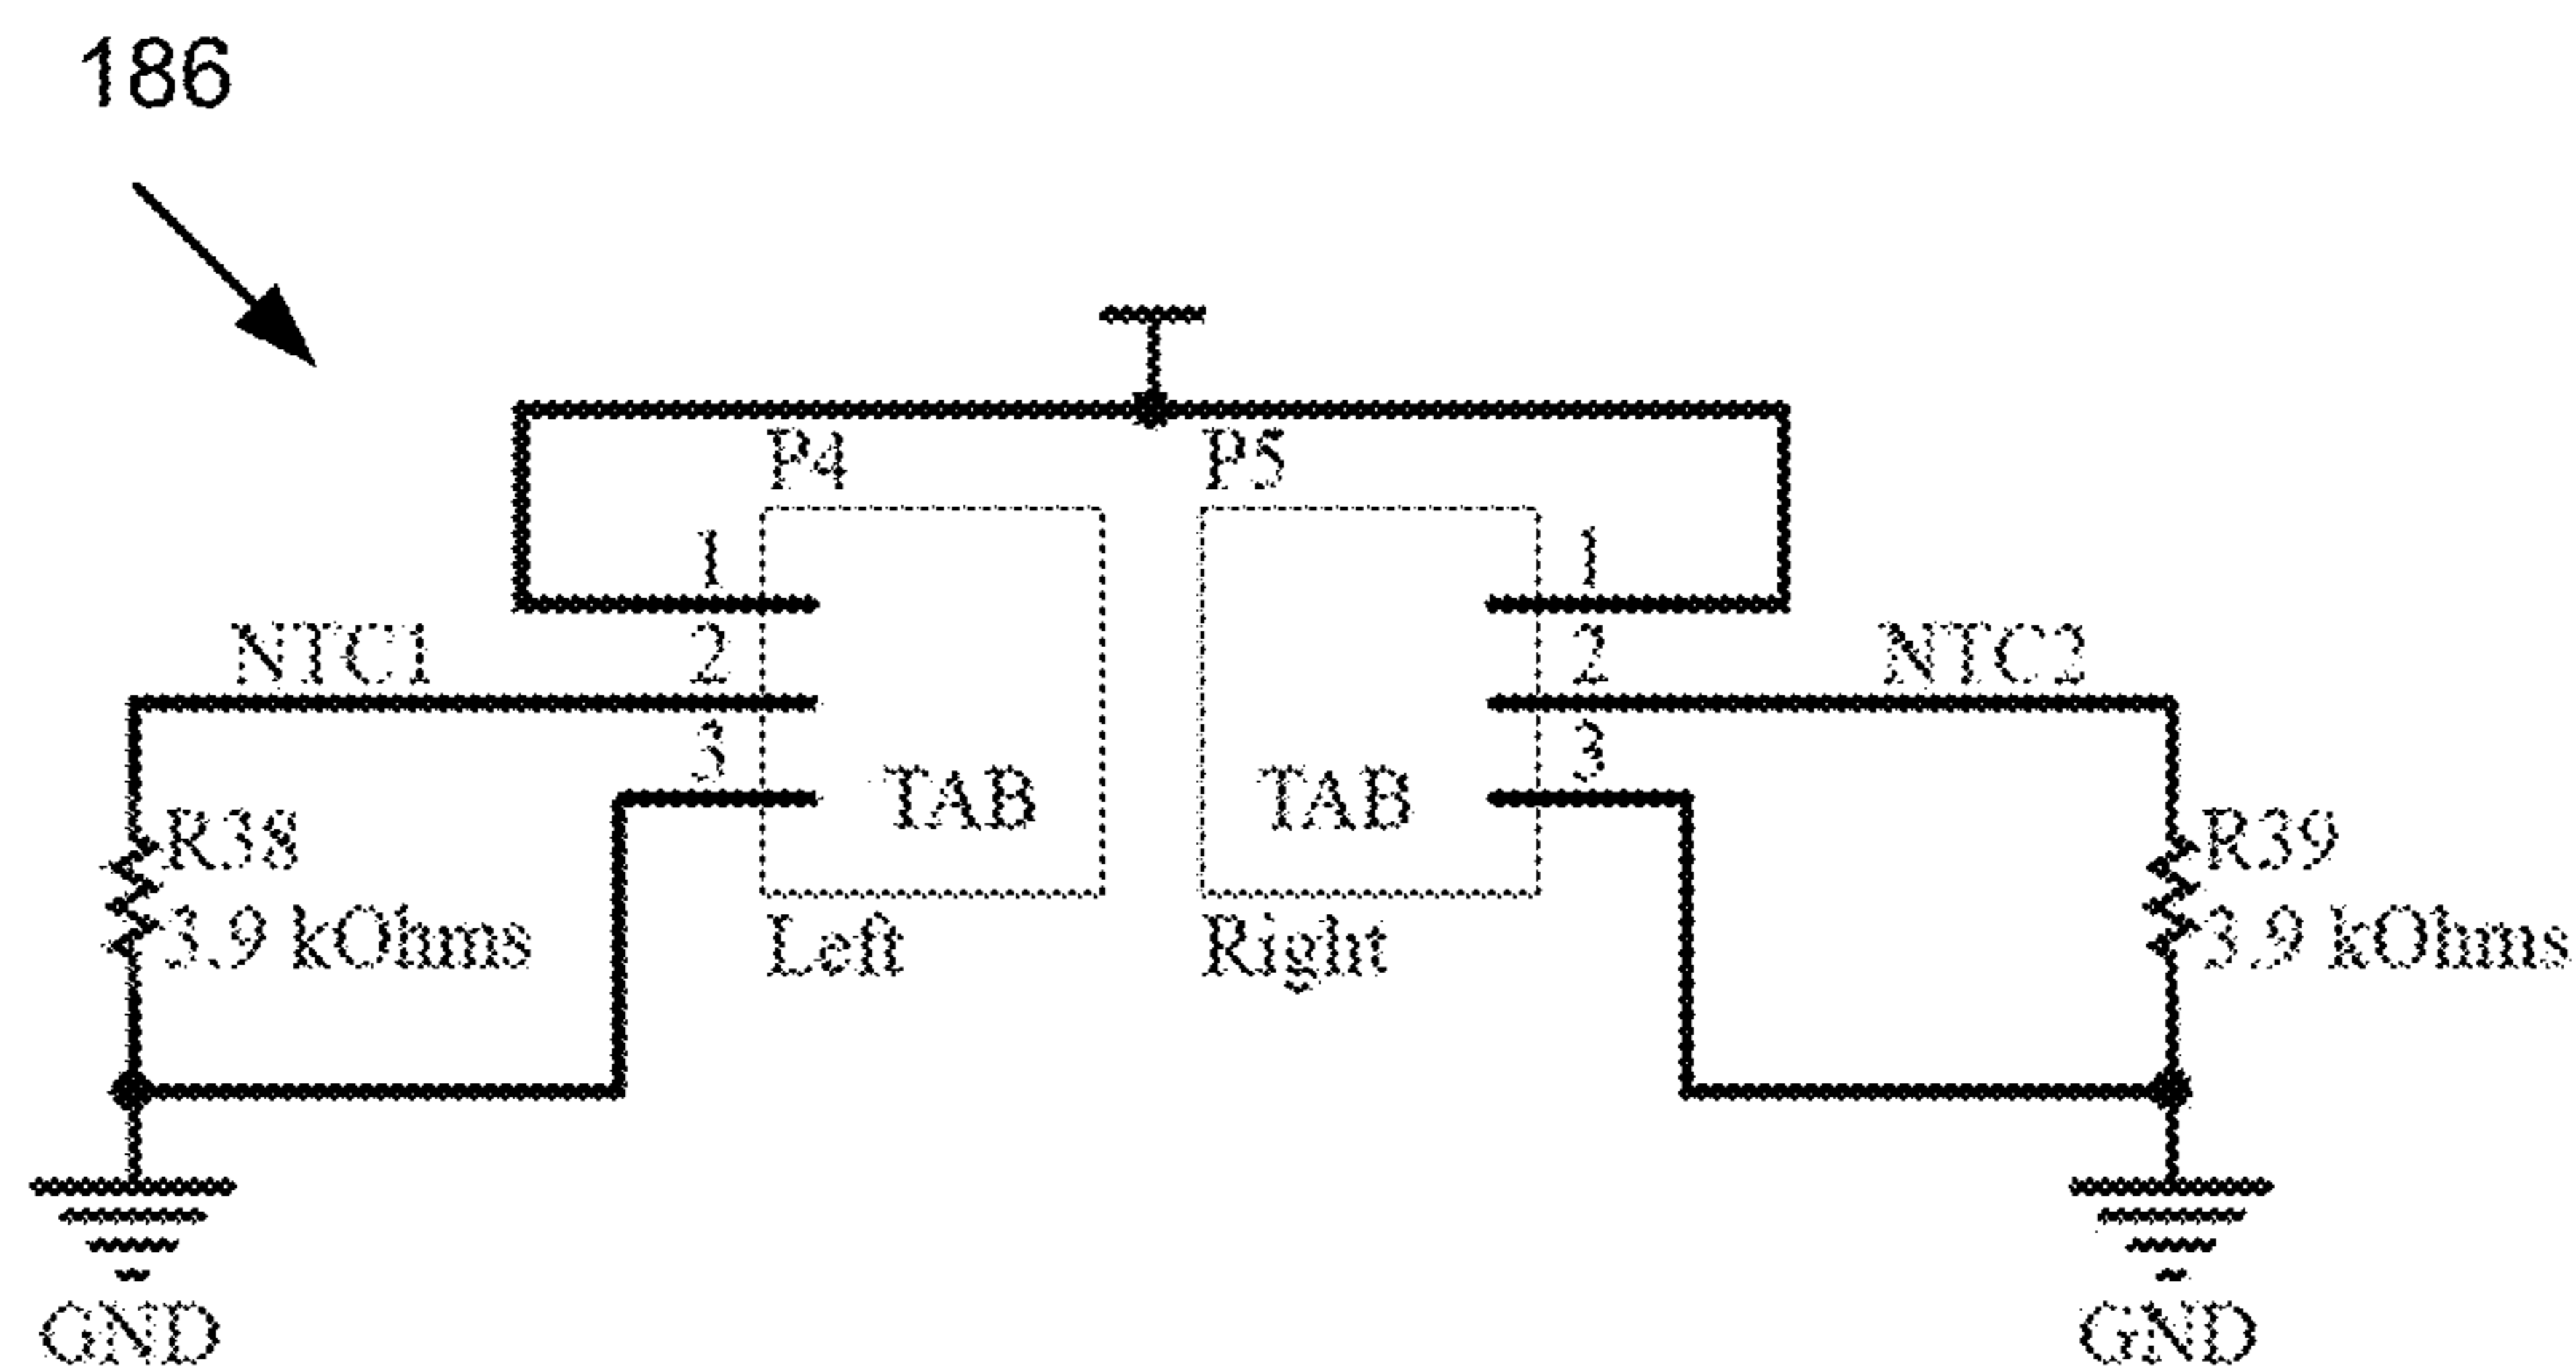 186
P4 P5
1 1
NTC1 2 2 NTC2
3 3
TAB TAB
R38 R39
3.9 kOhms Left Right 3.9 kOhms
GND GND